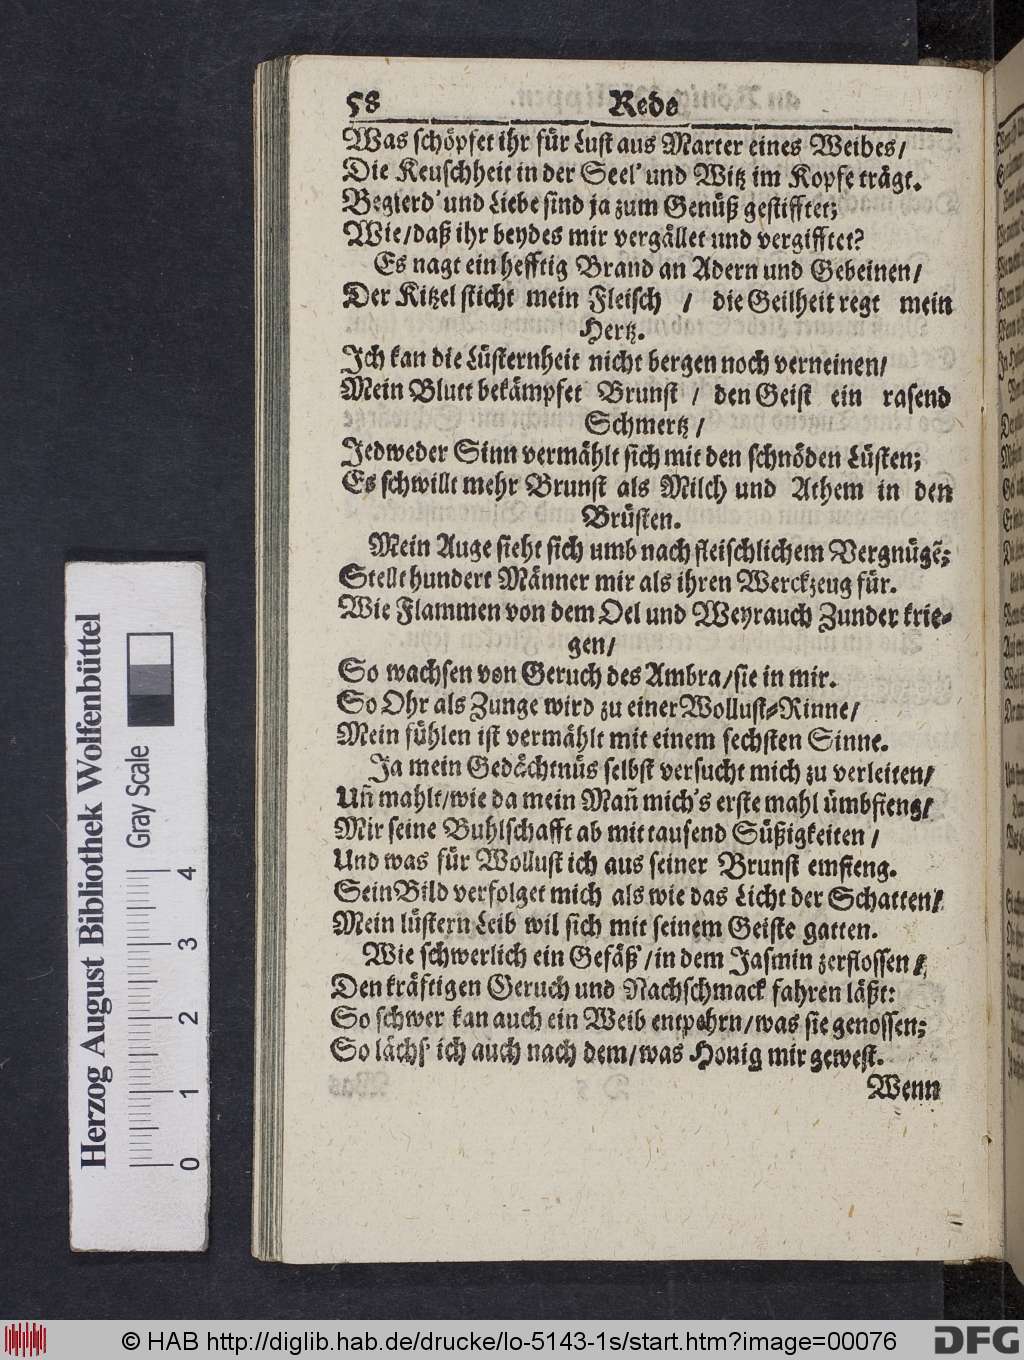 58 Rede
Was schöpfet ihr für Lust aus Marter eines Weibes/
Die Keuschheit in der Seel' und Witz im Kopfe trägt.
Begierd' und Liebe sind ja zum Genüß gestifftet;
Wie/daß ihr beydes mir vergället und vergifftet?
Es nagt ein hefftig Brand an Adern und Gebeinen/
Der Kitzel sticht mein Fleisch / die Geilheit regt mein
Hertz.
Ich kan die Lüsternheit nicht bergen noch verneinen/
Mein Blutt bekämpfet Brunst / den Geist ein rasend
Schmertz/
Jedweder Sinn vermählt sich mit den schnöden Lüsten;
Es schwillt mehr Brunst als Milch und Athem in den
Brüsten.
Mein Auge sieht sich umb nach fleischlichem Vergnügẽ;
Stellt hundert Männer mir als ihren Werckzeug für.
Wie Flammen von dem Oel und Weyrauch Zunder krie-
gen/
So wachsen von Geruch des Ambra/sie in mir.
So Ohr als Zunge wird zu einer Wollust-Rinne/
Mein fühlen ist vermählt mit einem sechsten Sinne.
Ja mein Gedächtnüs selbst versucht mich zu verleiten/
Uñ mahlt/wie da mein Mañ mich's erste mahl ümbfieng/
Mir seine Buhlschafft ab mit tausend Süßigkeiten /
Und was für Wollust ich aus seiner Brunst empfieng.
Sein Bild verfolget mich als wie das Licht der Schatten/
Mein lüstern Leib wil sich mit seinem Geiste gatten.
Wie schwerlich ein Gefäß'/in dem Jasmin zerflossen/
Den kräftigen Geruch und Nachschmack fahren läßt:
So schwer kan auch ein Weib entpehrn/was sie genossen;
So lächs' ich auch nach dem/was Honig mir gewest.
Wenn
Herzog August Bibliothek Wolfenbüttel
Gray Scale
0 1 2 3 4
© HAB http://diglib.hab.de/drucke/lo-5143-1s/start.htm?image=00076
DFG